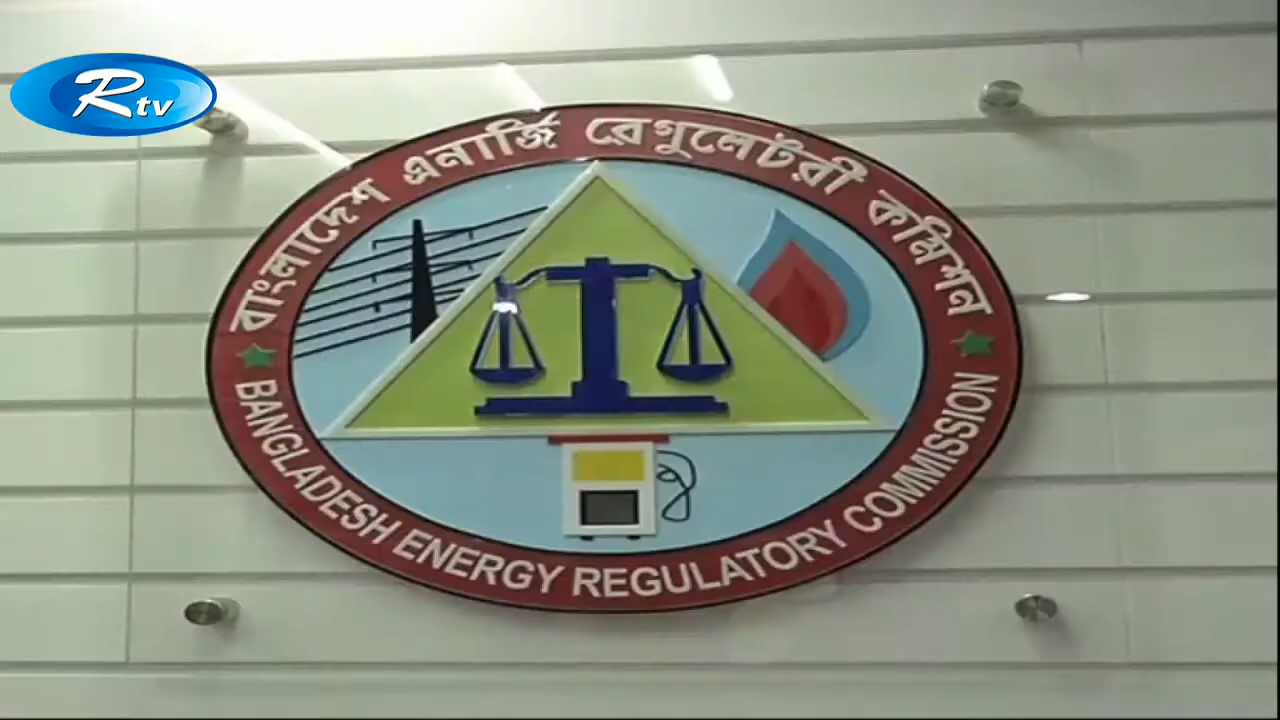 Rtv
বাংলাদেশ এনার্জি রেগুলেটরী কমিশন
BANGLADESH ENERGY REGULATORY COMMISSION